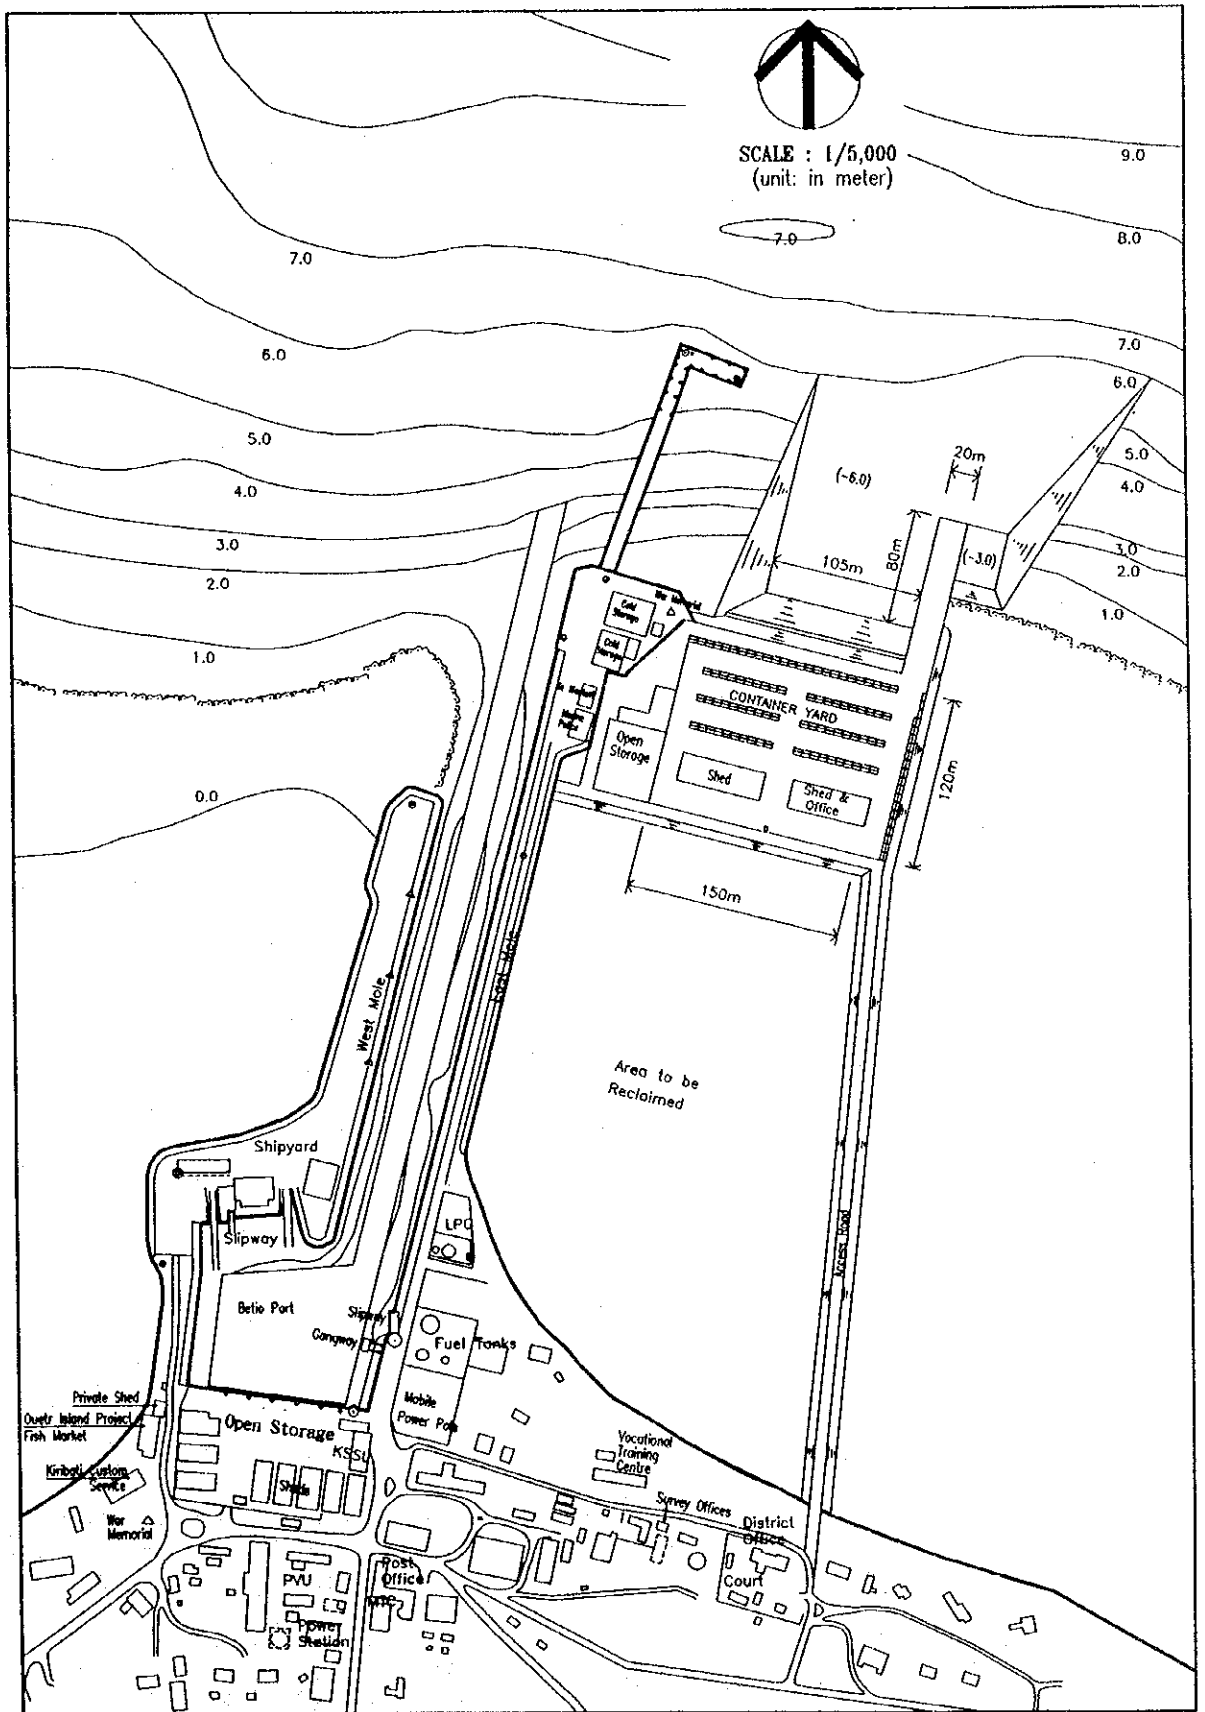 SCALE : 1/5,000
(unit: in meter)
9.0
8.0
7.0
7.0
7.0
6.0
6.0
5.0
5.0
4.0
4.0
3.0
3.0
2.0
2.0
1.0
1.0
0.0
20m
(-6.0)
80m
105m
(-3.0)
War Memorial
Cold
Storage
Cold
Storage
CONTAINER YARD
Open
Storage
Shed
Shed &
Office
120m
150m
East Mole
West Mole
Area to be
Reclaimed
Access Road
Shipyard
Slipway
LPG
Betio Port
Slipway
Gangway
Fuel Tanks
Mobile
Private Shed
Fish Market
Open Storage
KSSL
Sheds
Kiribati Custom
Service
War
Memorial
Vocational
Training
Centre
Survey Offices
District
Office
Court
PVU
Post
Office
Power
Station